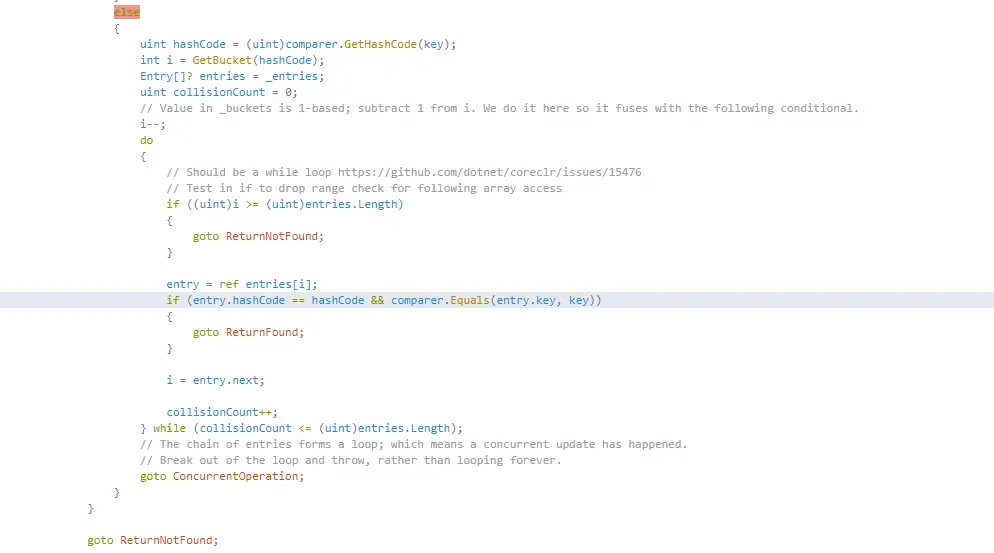 else
{
uint hashCode = (uint)comparer.GetHashCode(key);
int i = GetBucket(hashCode);
Entry[]? entries = _entries;
uint collisionCount = 0;
// Value in _buckets is 1-based; subtract 1 from i. We do it here so it fuses with the following conditional.
i--;
do
{
// Should be a while loop https://github.com/dotnet/coreclr/issues/15476
// Test in if to drop range check for following array access
if ((uint)i >= (uint)entries.Length)
{
goto ReturnNotFound;
}
entry = ref entries[i];
if (entry.hashCode == hashCode && comparer.Equals(entry.key, key))
{
goto ReturnFound;
}
i = entry.next;
collisionCount++;
} while (collisionCount <= (uint)entries.Length);
// The chain of entries forms a loop; which means a concurrent update has happened.
// Break out of the loop and throw, rather than looping forever.
goto ConcurrentOperation;
}
}
goto ReturnNotFound;